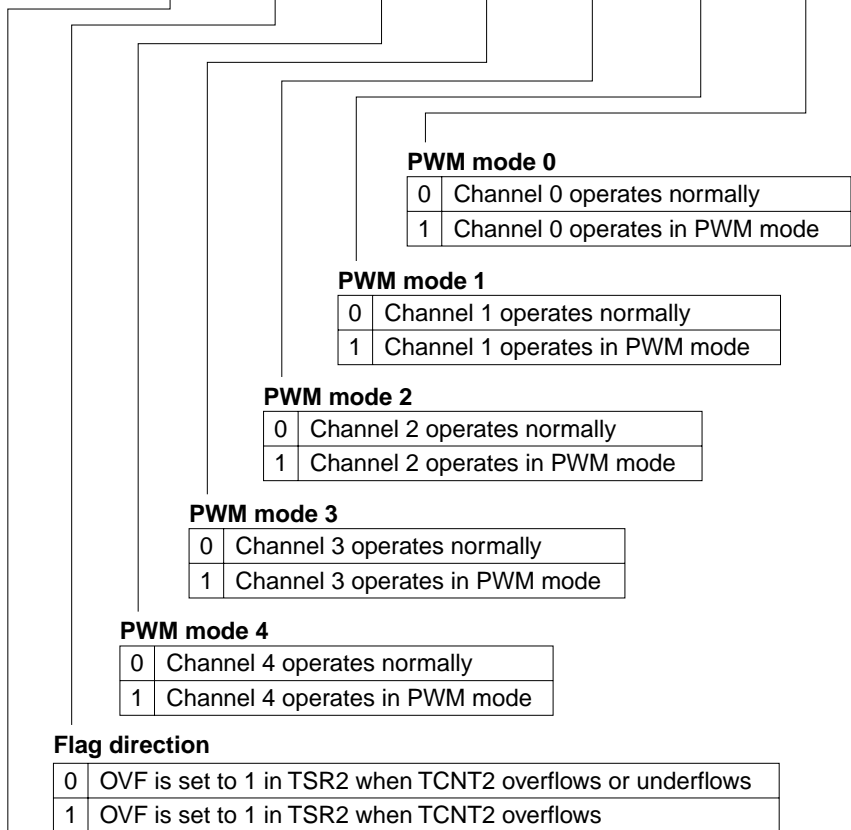 PWM mode 0
0 Channel 0 operates normally
1 Channel 0 operates in PWM mode
PWM mode 1
0 Channel 1 operates normally
1 Channel 1 operates in PWM mode
PWM mode 2
0 Channel 2 operates normally
1 Channel 2 operates in PWM mode
PWM mode 3
0 Channel 3 operates normally
1 Channel 3 operates in PWM mode
PWM mode 4
0 Channel 4 operates normally
1 Channel 4 operates in PWM mode
Flag direction
0 OVF is set to 1 in TSR2 when TCNT2 overflows or underflows
1 OVF is set to 1 in TSR2 when TCNT2 overflows